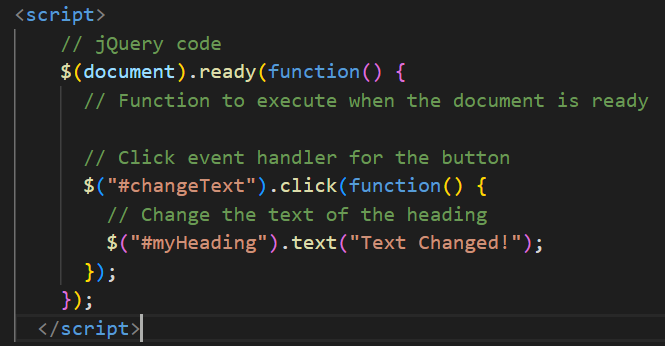 <script>
// jQuery code
$(document).ready(function() {
// Function to execute when the document is ready
// Click event handler for the button
$("#changeText").click(function() {
// Change the text of the heading
$("#myHeading").text("Text Changed!");
});
});
</script>